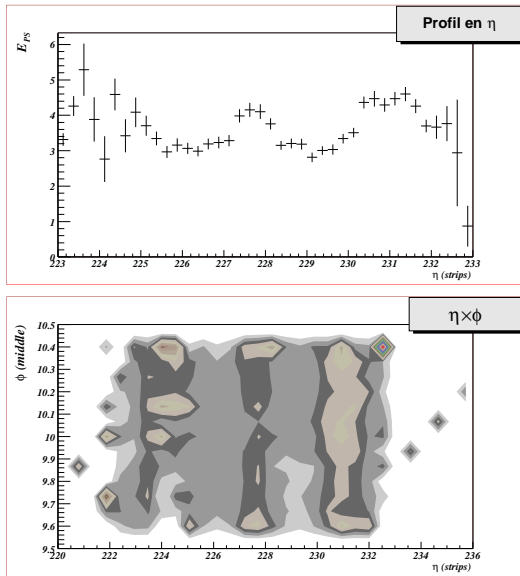 Profil en η
E_PS
6
5
4
3
2
1
0
223 224 225 226 227 228 229 230 231 232 233
η (strips)
η×φ
ϕ (middle)
10.5
10.4
10.3
10.2
10.1
10
9.9
9.8
9.7
9.6
9.5
220 222 224 226 228 230 232 234 236
η (strips)